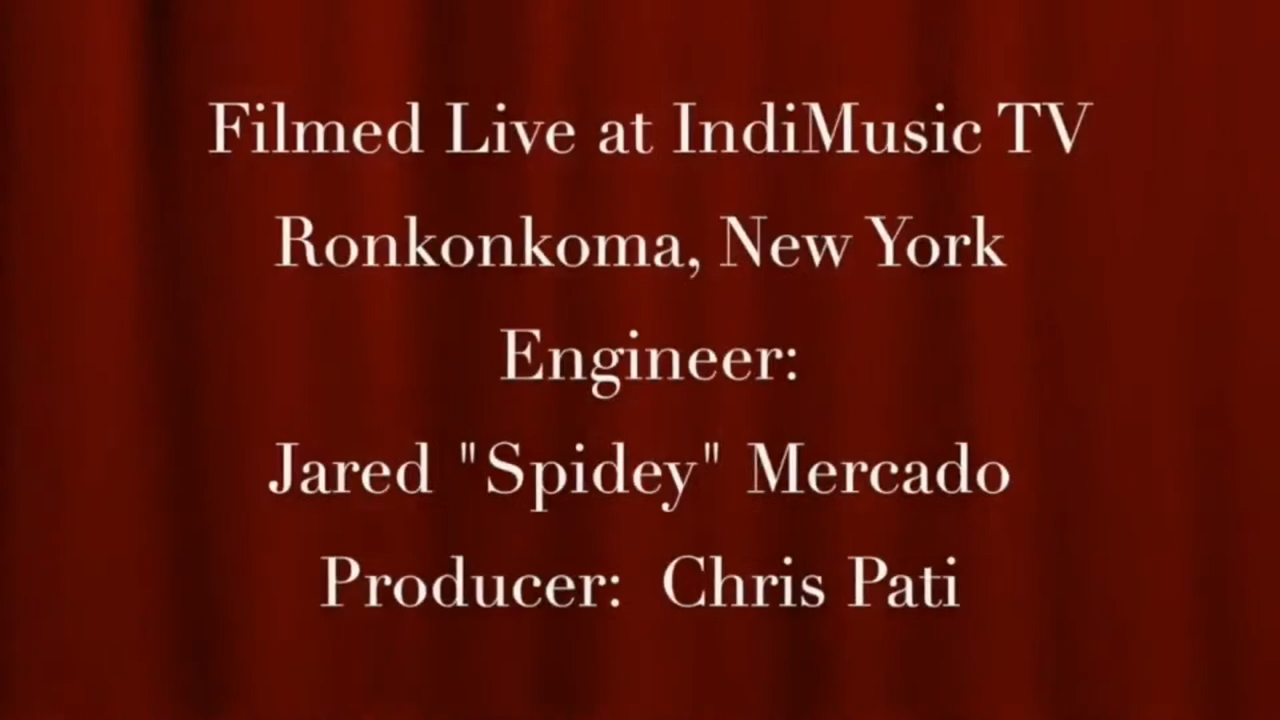 Filmed Live at IndiMusic TV
Ronkonkoma, New York
Engineer:
Jared "Spidey" Mercado
Producer:  Chris Pati